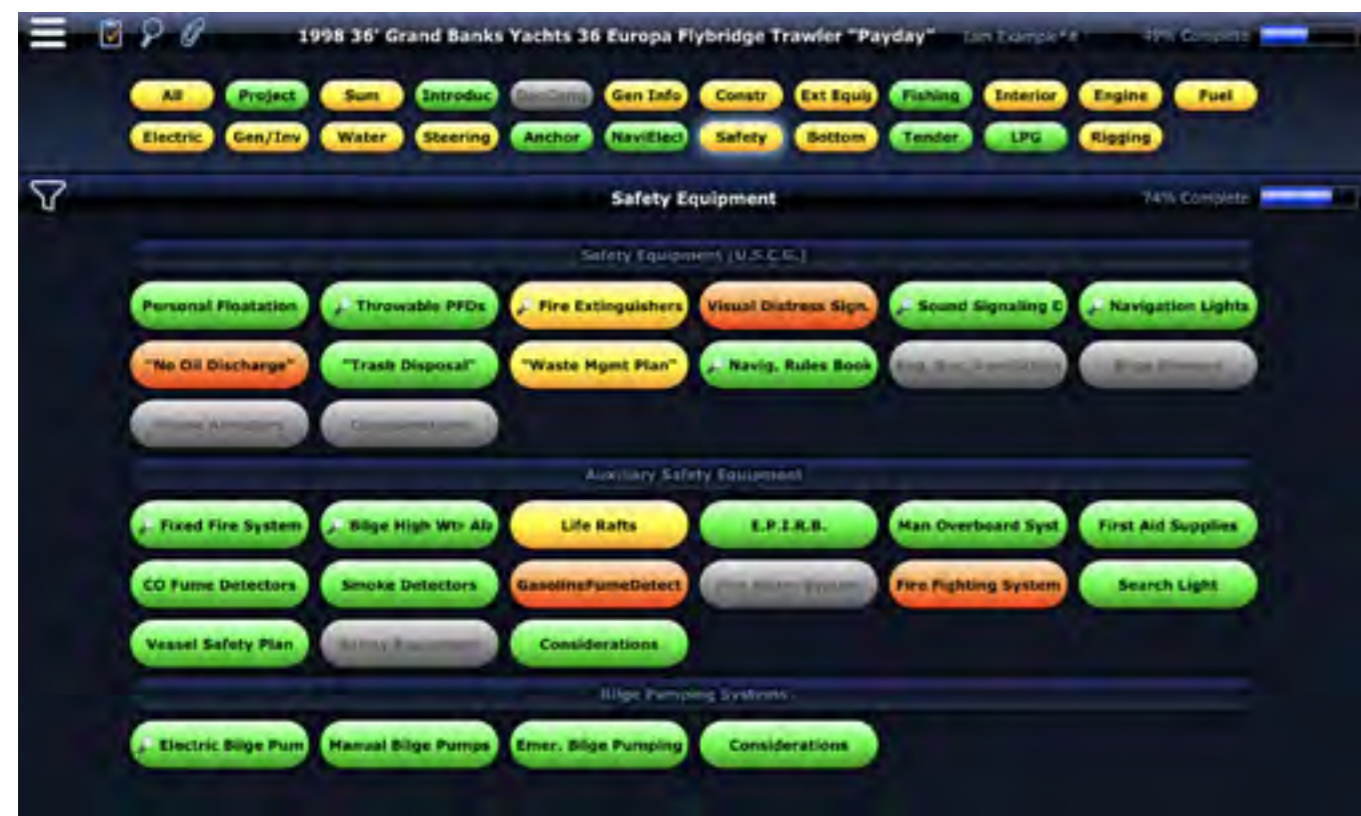 1998 36' Grand Banks Yachts 36 Europa Flybridge Trawler "Payday" 49% Complete
All Project Sum Introduc Gen Info Constr Ext Equip Fishing Interior Engine Fuel
Electric Gen/Inv Water Steering Anchor NaviElect Safety Bottom Tender LPG Rigging
Safety Equipment 74% Complete
Safety Equipment (U.S.C.G.)
Personal Floatation Throwable PFDs Fire Extinguishers Visual Distress Sign. Sound Signaling D Navigation Lights
"No Oil Discharge" "Trash Disposal" "Waste Mgmt Plan" Navig. Rules Book
Considerations
Auxiliary Safety Equipment
Fixed Fire System Bilge High Wtr Ala Life Rafts E.P.I.R.B. Man Overboard Syst First Aid Supplies
CO Fume Detectors Smoke Detectors GasolineFumeDetect Fire Fighting System Search Light
Vessel Safety Plan Considerations
Bilge Pumping Systems
Electric Bilge Pum Manual Bilge Pumps Emer. Bilge Pumping Considerations